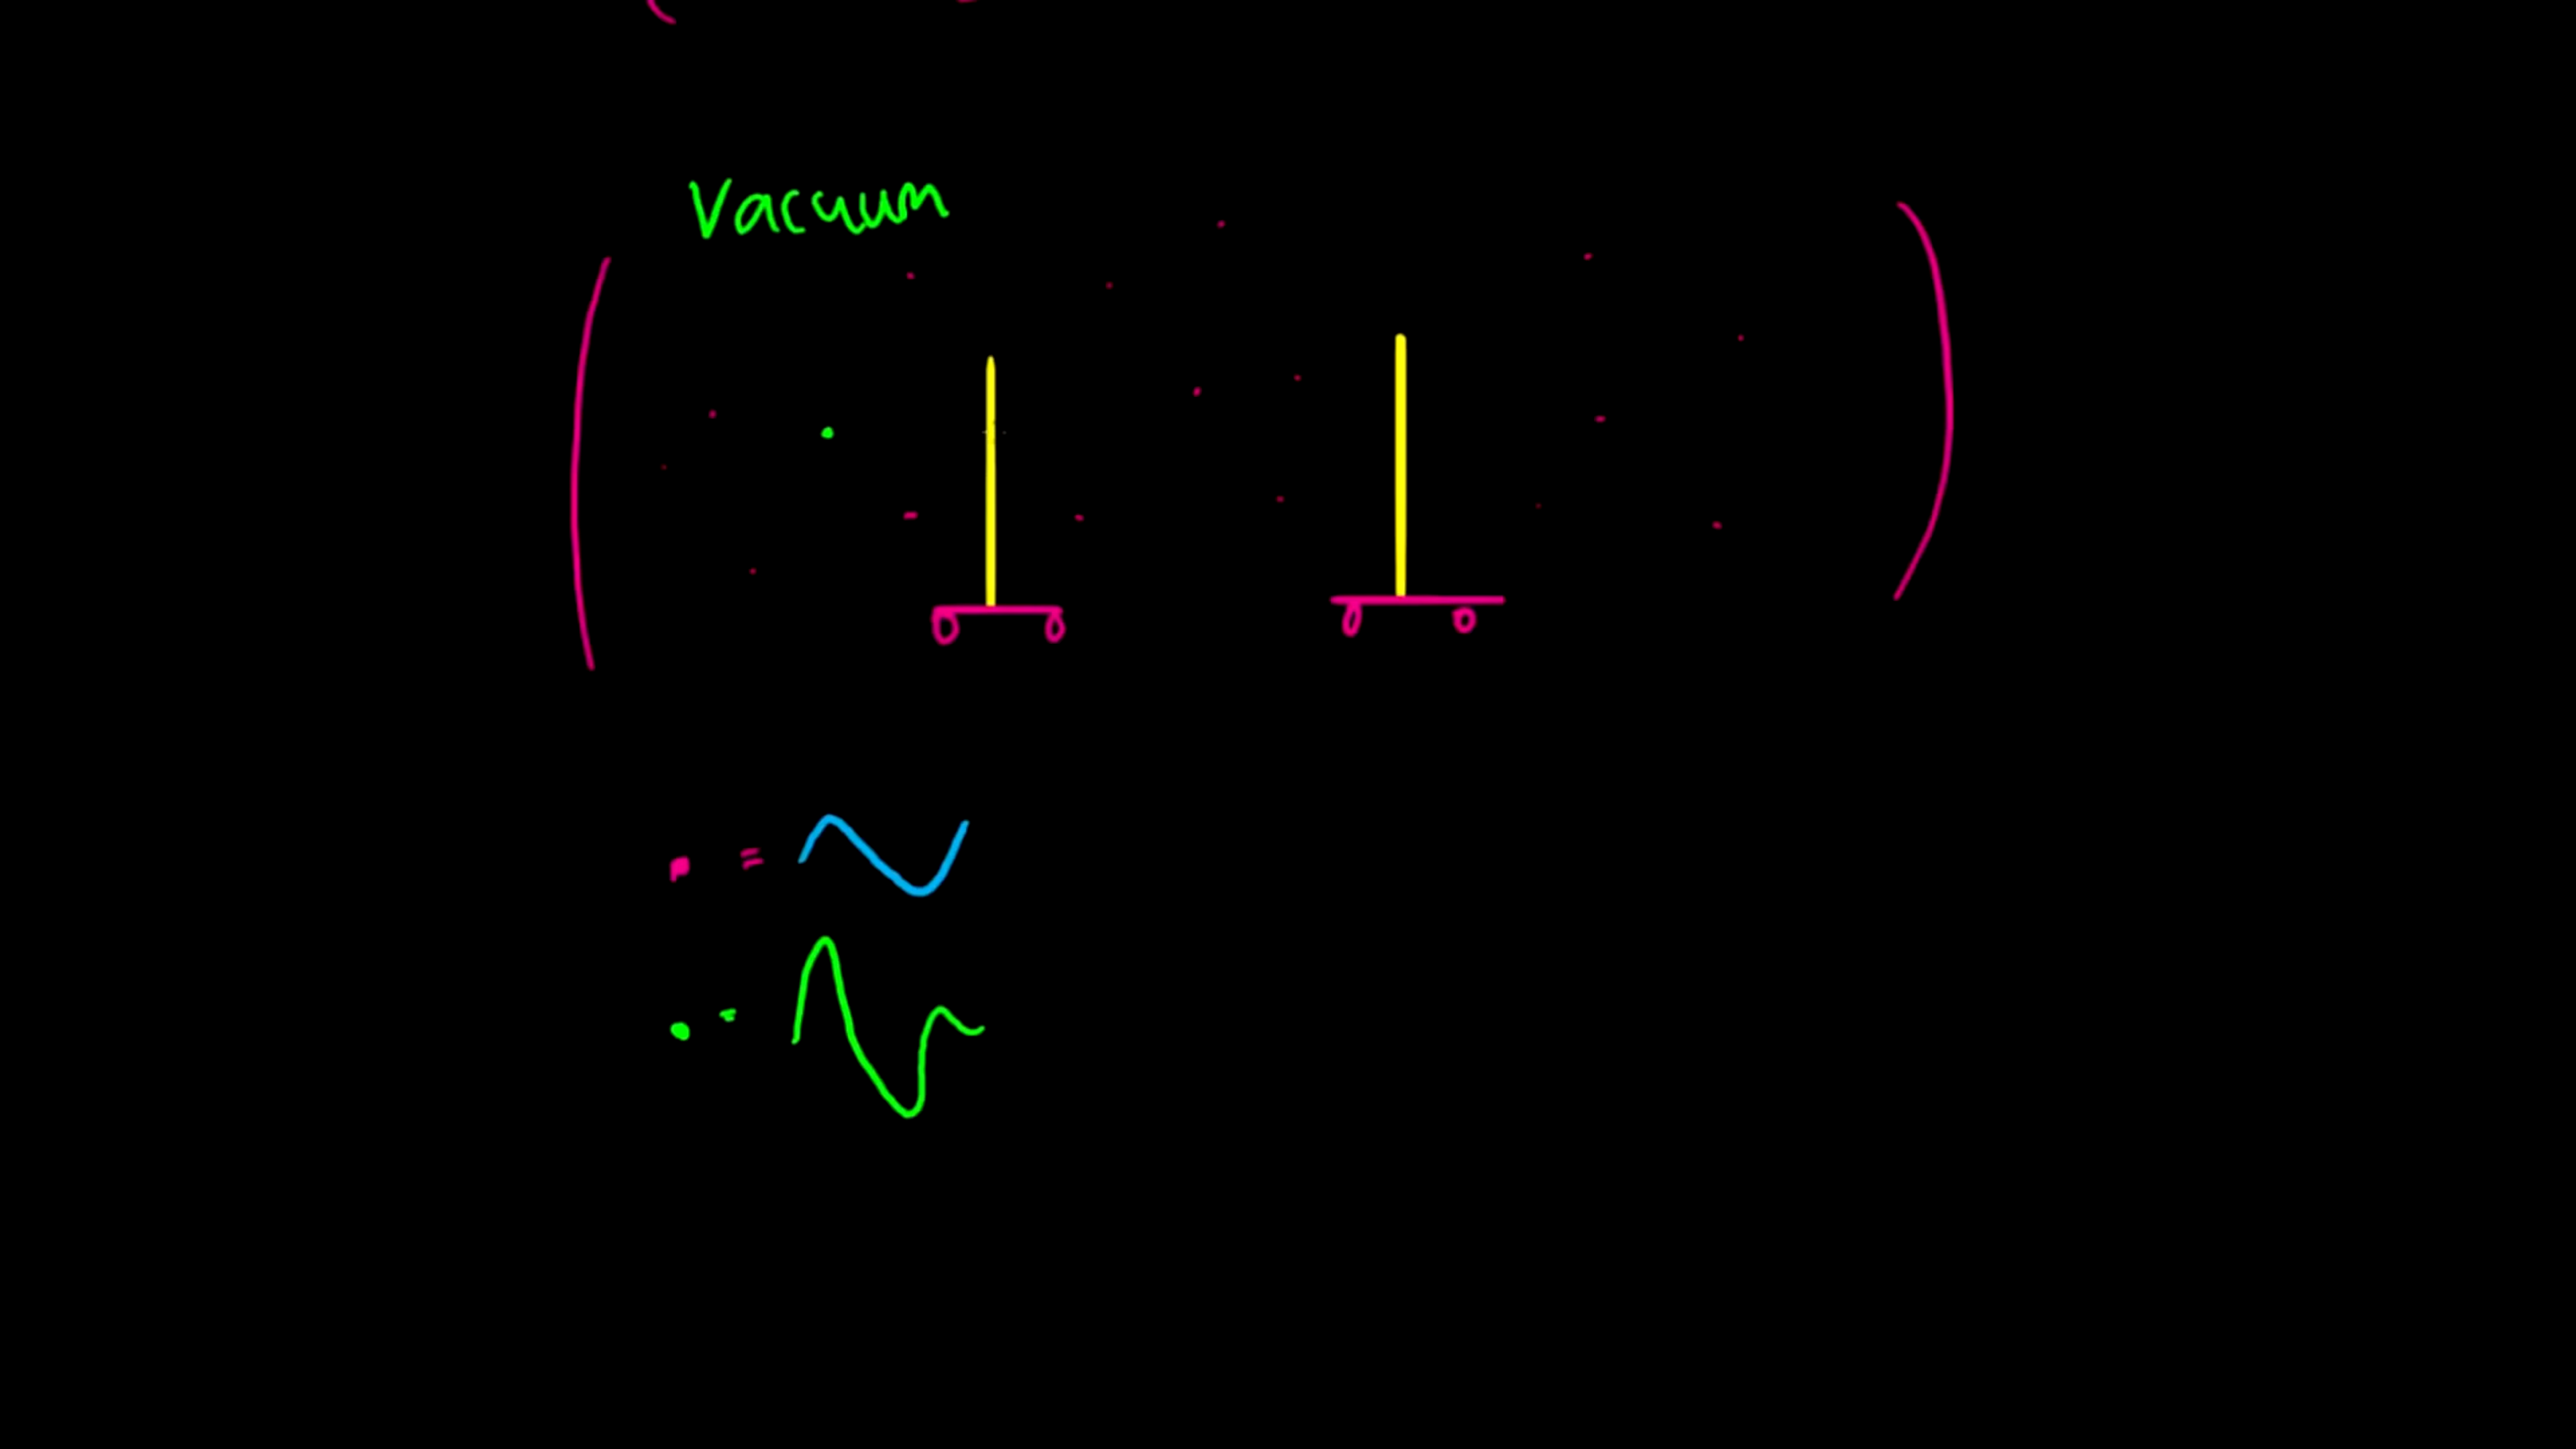 Vacuum
=
=